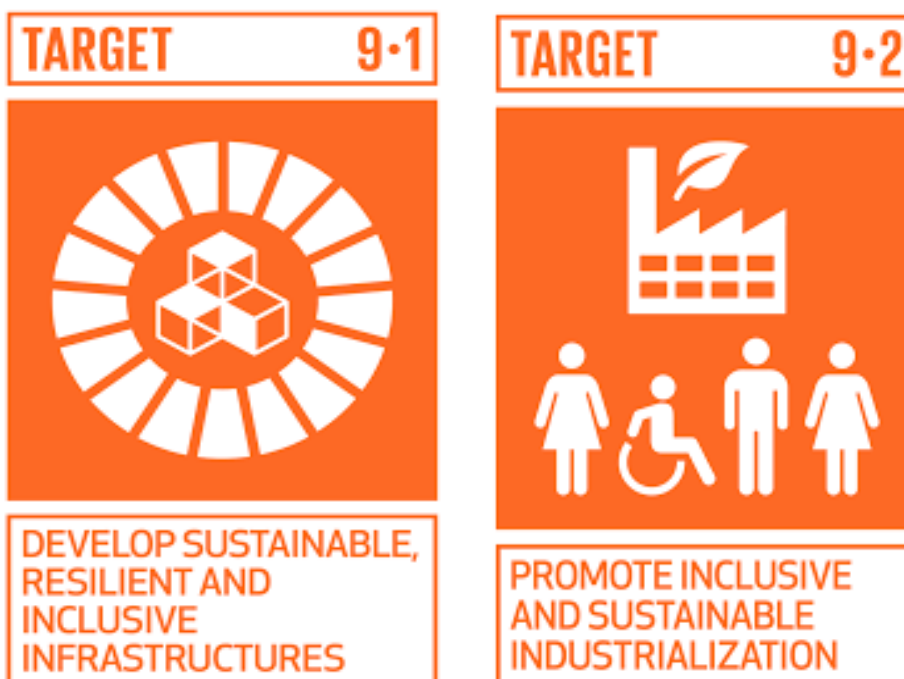 TARGET 9·1
DEVELOP SUSTAINABLE,
RESILIENT AND
INCLUSIVE
INFRASTRUCTURES
TARGET 9·2
PROMOTE INCLUSIVE
AND SUSTAINABLE
INDUSTRIALIZATION